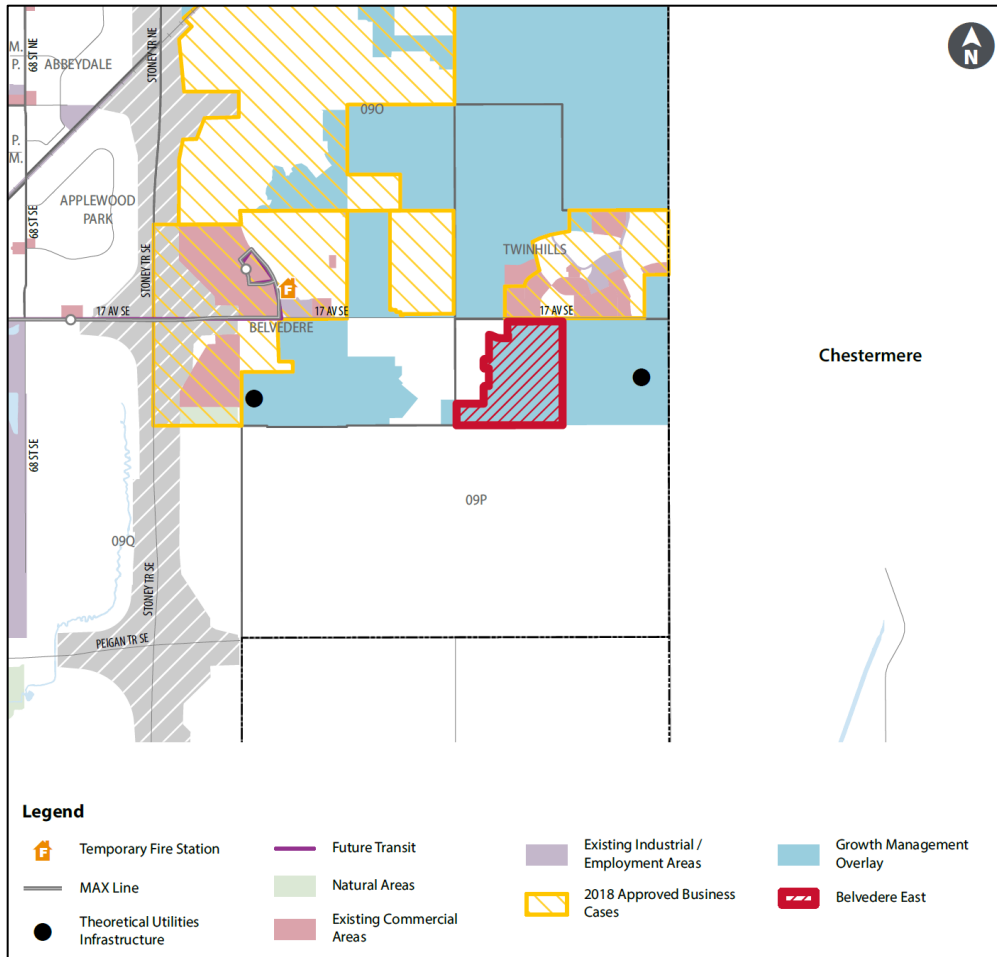 N
M.
P.
68 ST NE
ABBEYDALE
STONEY TR NE
09O
P.
M.
APPLEWOOD
PARK
68 ST SE
STONEY TR SE
TWINHILLS
F
17 AV SE
17 AV SE
17 AV SE
BELVEDERE
Chestermere
68 ST SE
09P
09Q
STONEY TR SE
PEIGAN TR SE
Legend
F
Temporary Fire Station
MAX Line
Theoretical Utilities
Infrastructure
Future Transit
Natural Areas
Existing Commercial
Areas
Existing Industrial /
Employment Areas
2018 Approved Business
Cases
Growth Management
Overlay
Belvedere East